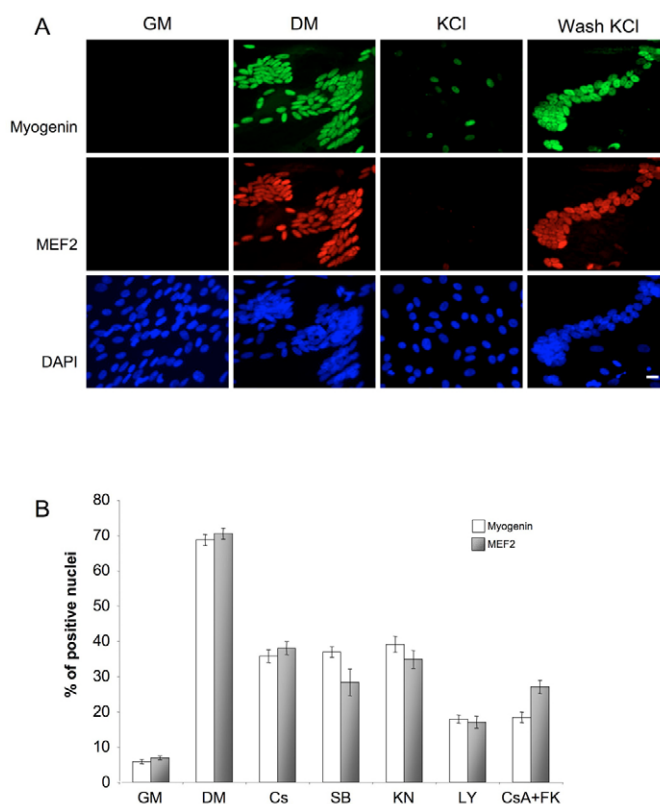 A
GM DM KCl Wash KCl
Myogenin
MEF2
DAPI
B
80
70
60
50
40
30
20
10
0
% of positive nuclei
Myogenin
MEF2
GM DM Cs SB KN LY CsA+FK